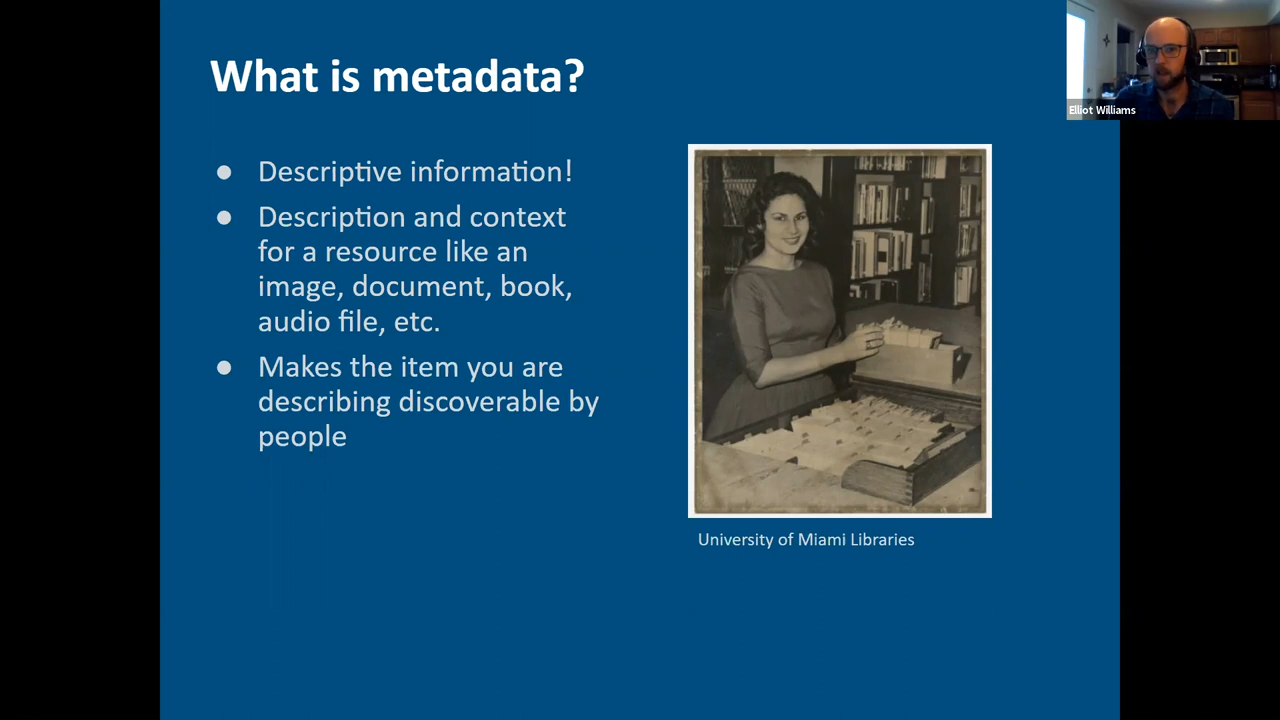 What is metadata?
Elliot Williams
● Descriptive information!
● Description and context
for a resource like an
image, document, book,
audio file, etc.
● Makes the item you are
describing discoverable by
people
University of Miami Libraries